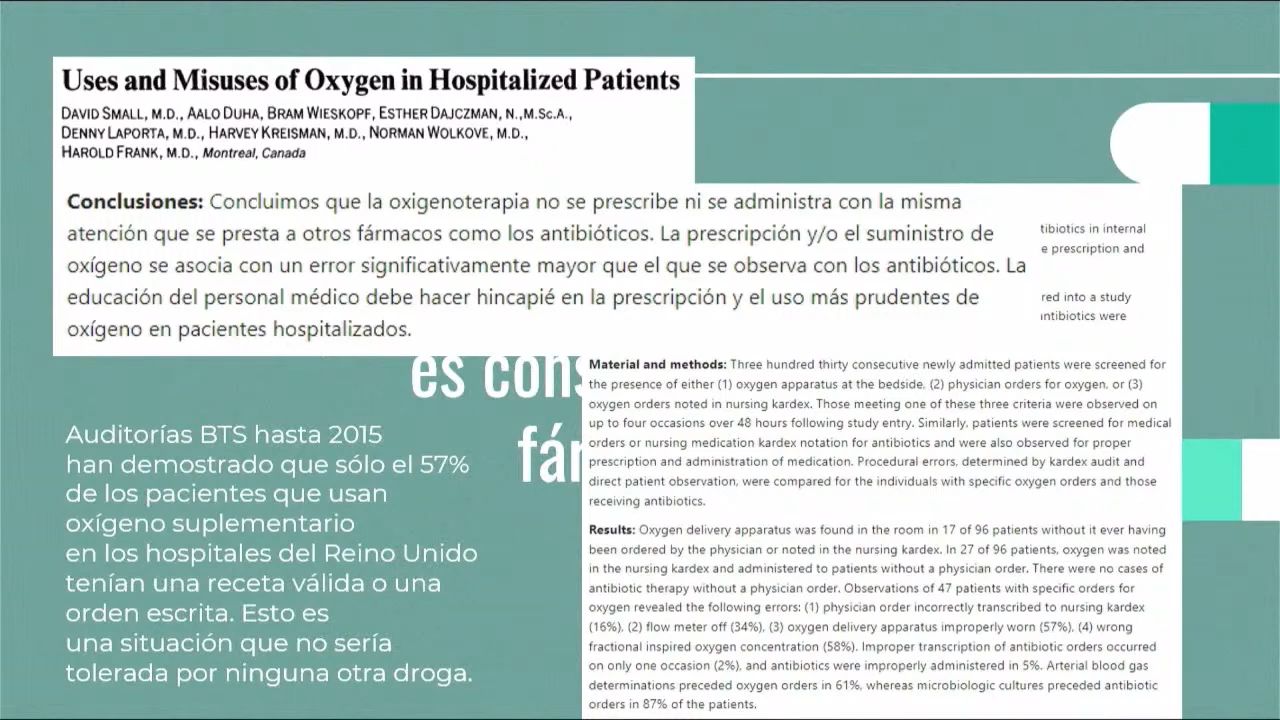 Uses and Misuses of Oxygen in Hospitalized Patients
DAVID SMALL, M.D., AALO DUHA, BRAM WIESKOPF, ESTHER DAJCZMAN, N.,M.Sc.A.,
DENNY LAPORTA, M.D., HARVEY KREISMAN, M.D., NORMAN WOLKOVE, M.D.,
HAROLD FRANK, M.D., Montreal, Canada
Conclusiones: Concluimos que la oxigenoterapia no se prescribe ni se administra con la misma
atención que se presta a otros fármacos como los antibióticos. La prescripción y/o el suministro de
oxígeno se asocia con un error significativamente mayor que el que se observa con los antibióticos. La
educación del personal médico debe hacer hincapié en la prescripción y el uso más prudentes de
oxígeno en pacientes hospitalizados.
tibiotics in internal
e prescription and
red into a study
ntibiotics were
es cons
fár
Auditorías BTS hasta 2015
han demostrado que sólo el 57%
de los pacientes que usan
oxígeno suplementario
en los hospitales del Reino Unido
tenían una receta válida o una
orden escrita. Esto es
una situación que no sería
tolerada por ninguna otra droga.
Material and methods: Three hundred thirty consecutive newly admitted patients were screened for
the presence of either (1) oxygen apparatus at the bedside, (2) physician orders for oxygen, or (3)
oxygen orders noted in nursing kardex. Those meeting one of these three criteria were observed on
up to four occasions over 48 hours following study entry. Similarly, patients were screened for medical
orders or nursing medication kardex notation for antibiotics and were also observed for proper
prescription and administration of medication. Procedural errors, determined by kardex audit and
direct patient observation, were compared for the individuals with specific oxygen orders and those
receiving antibiotics.
Results: Oxygen delivery apparatus was found in the room in 17 of 96 patients without it ever having
been ordered by the physician or noted in the nursing kardex. In 27 of 96 patients, oxygen was noted
in the nursing kardex and administered to patients without a physician order. There were no cases of
antibiotic therapy without a physician order. Observations of 47 patients with specific orders for
oxygen revealed the following errors: (1) physician order incorrectly transcribed to nursing kardex
(16%), (2) flow meter off (34%), (3) oxygen delivery apparatus improperly worn (57%), (4) wrong
fractional inspired oxygen concentration (58%). Improper transcription of antibiotic orders occurred
on only one occasion (2%), and antibiotics were improperly administered in 5%. Arterial blood gas
determinations preceded oxygen orders in 61%, whereas microbiologic cultures preceded antibiotic
orders in 87% of the patients.